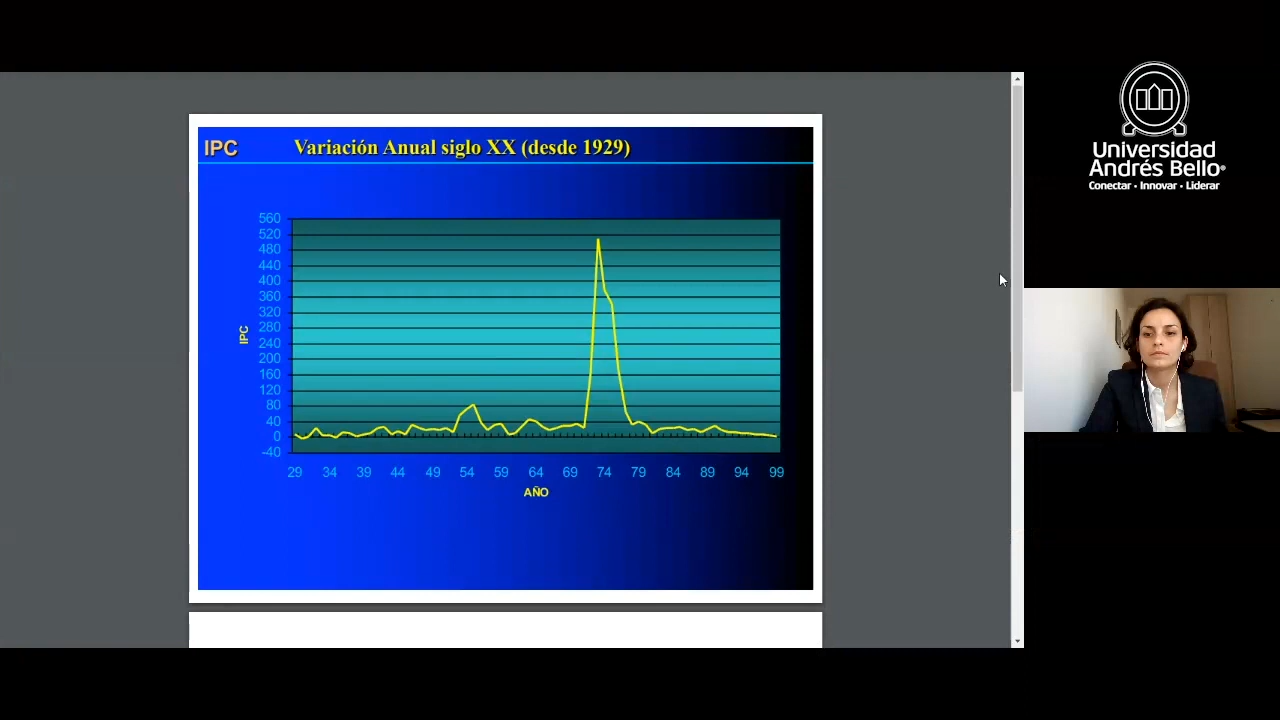 IPC
Variación Anual siglo XX (desde 1929)
560
520
480
440
400
360
320
280
240
200
160
120
80
40
0
-40
IPC
29 34 39 44 49 54 59 64 69 74 79 84 89 94 99
AÑO
Universidad
Andrés Bello®
Conectar • Innovar • Liderar